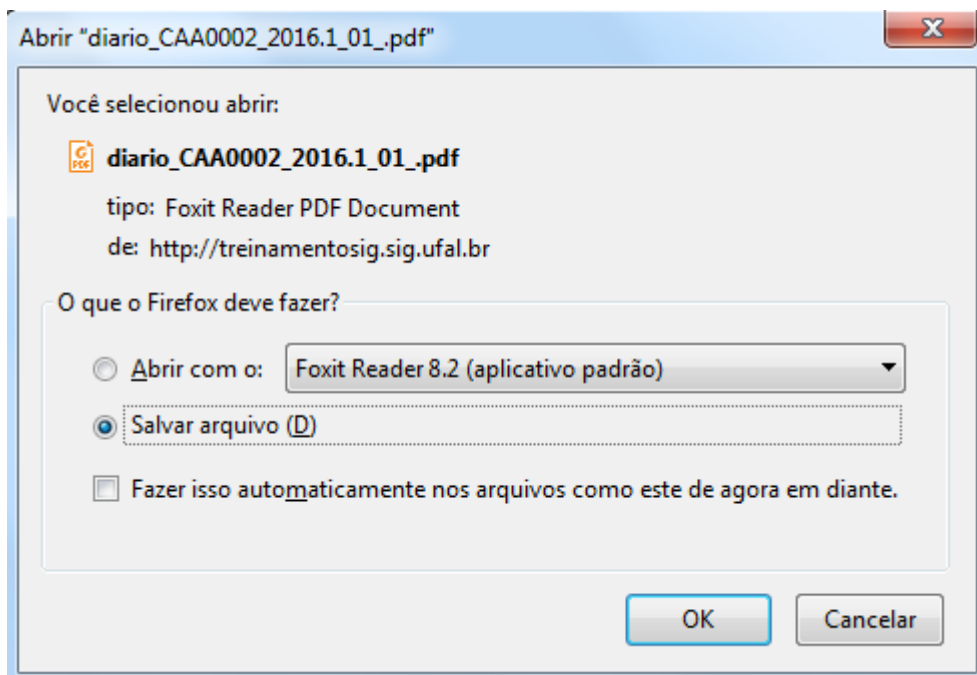 Abrir "diario_CAA0002_2016.1_01_.pdf"
Você selecionou abrir:
diario_CAA0002_2016.1_01_.pdf
tipo: Foxit Reader PDF Document
de: http://treinamentosig.sig.ufal.br
O que o Firefox deve fazer?
Abrir com o: Foxit Reader 8.2 (aplicativo padrão)
Salvar arquivo (D)
Fazer isso automaticamente nos arquivos como este de agora em diante.
OK Cancelar